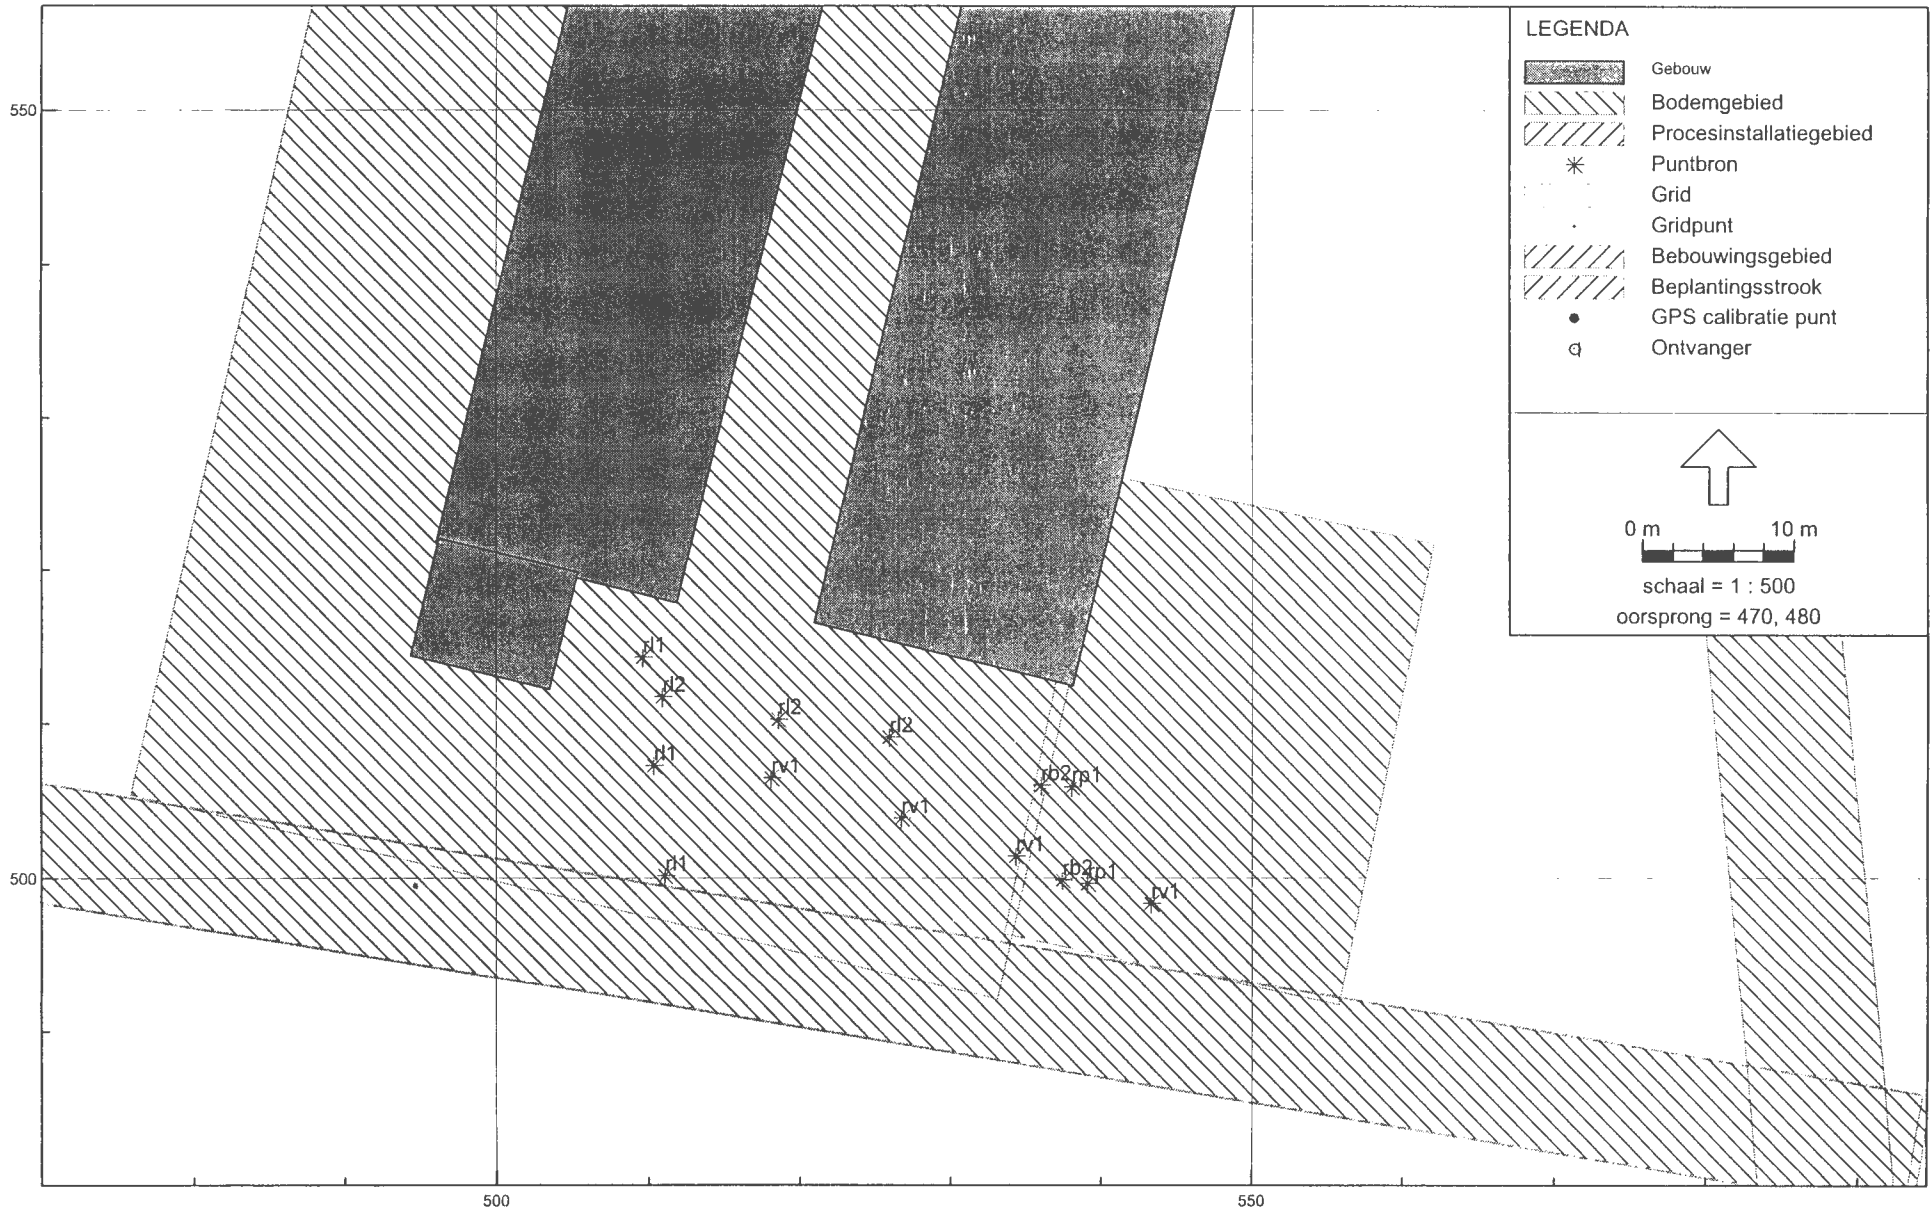 LEGENDA
Gebouw
Bodemgebied
Procesinstallatiegebied
Puntbron
Grid
Gridpunt
Bebouwingsgebied
Beplantingsstrook
GPS calibratie punt
Ontvanger
0 m 10 m
schaal = 1 : 500
oorsprong = 470, 480
550
rl1
rl2
rl2
rl2
rl1
rv1
rb2
rp1
rv1
rv1
rl1
rb2
rp1
rv1
500
500
550